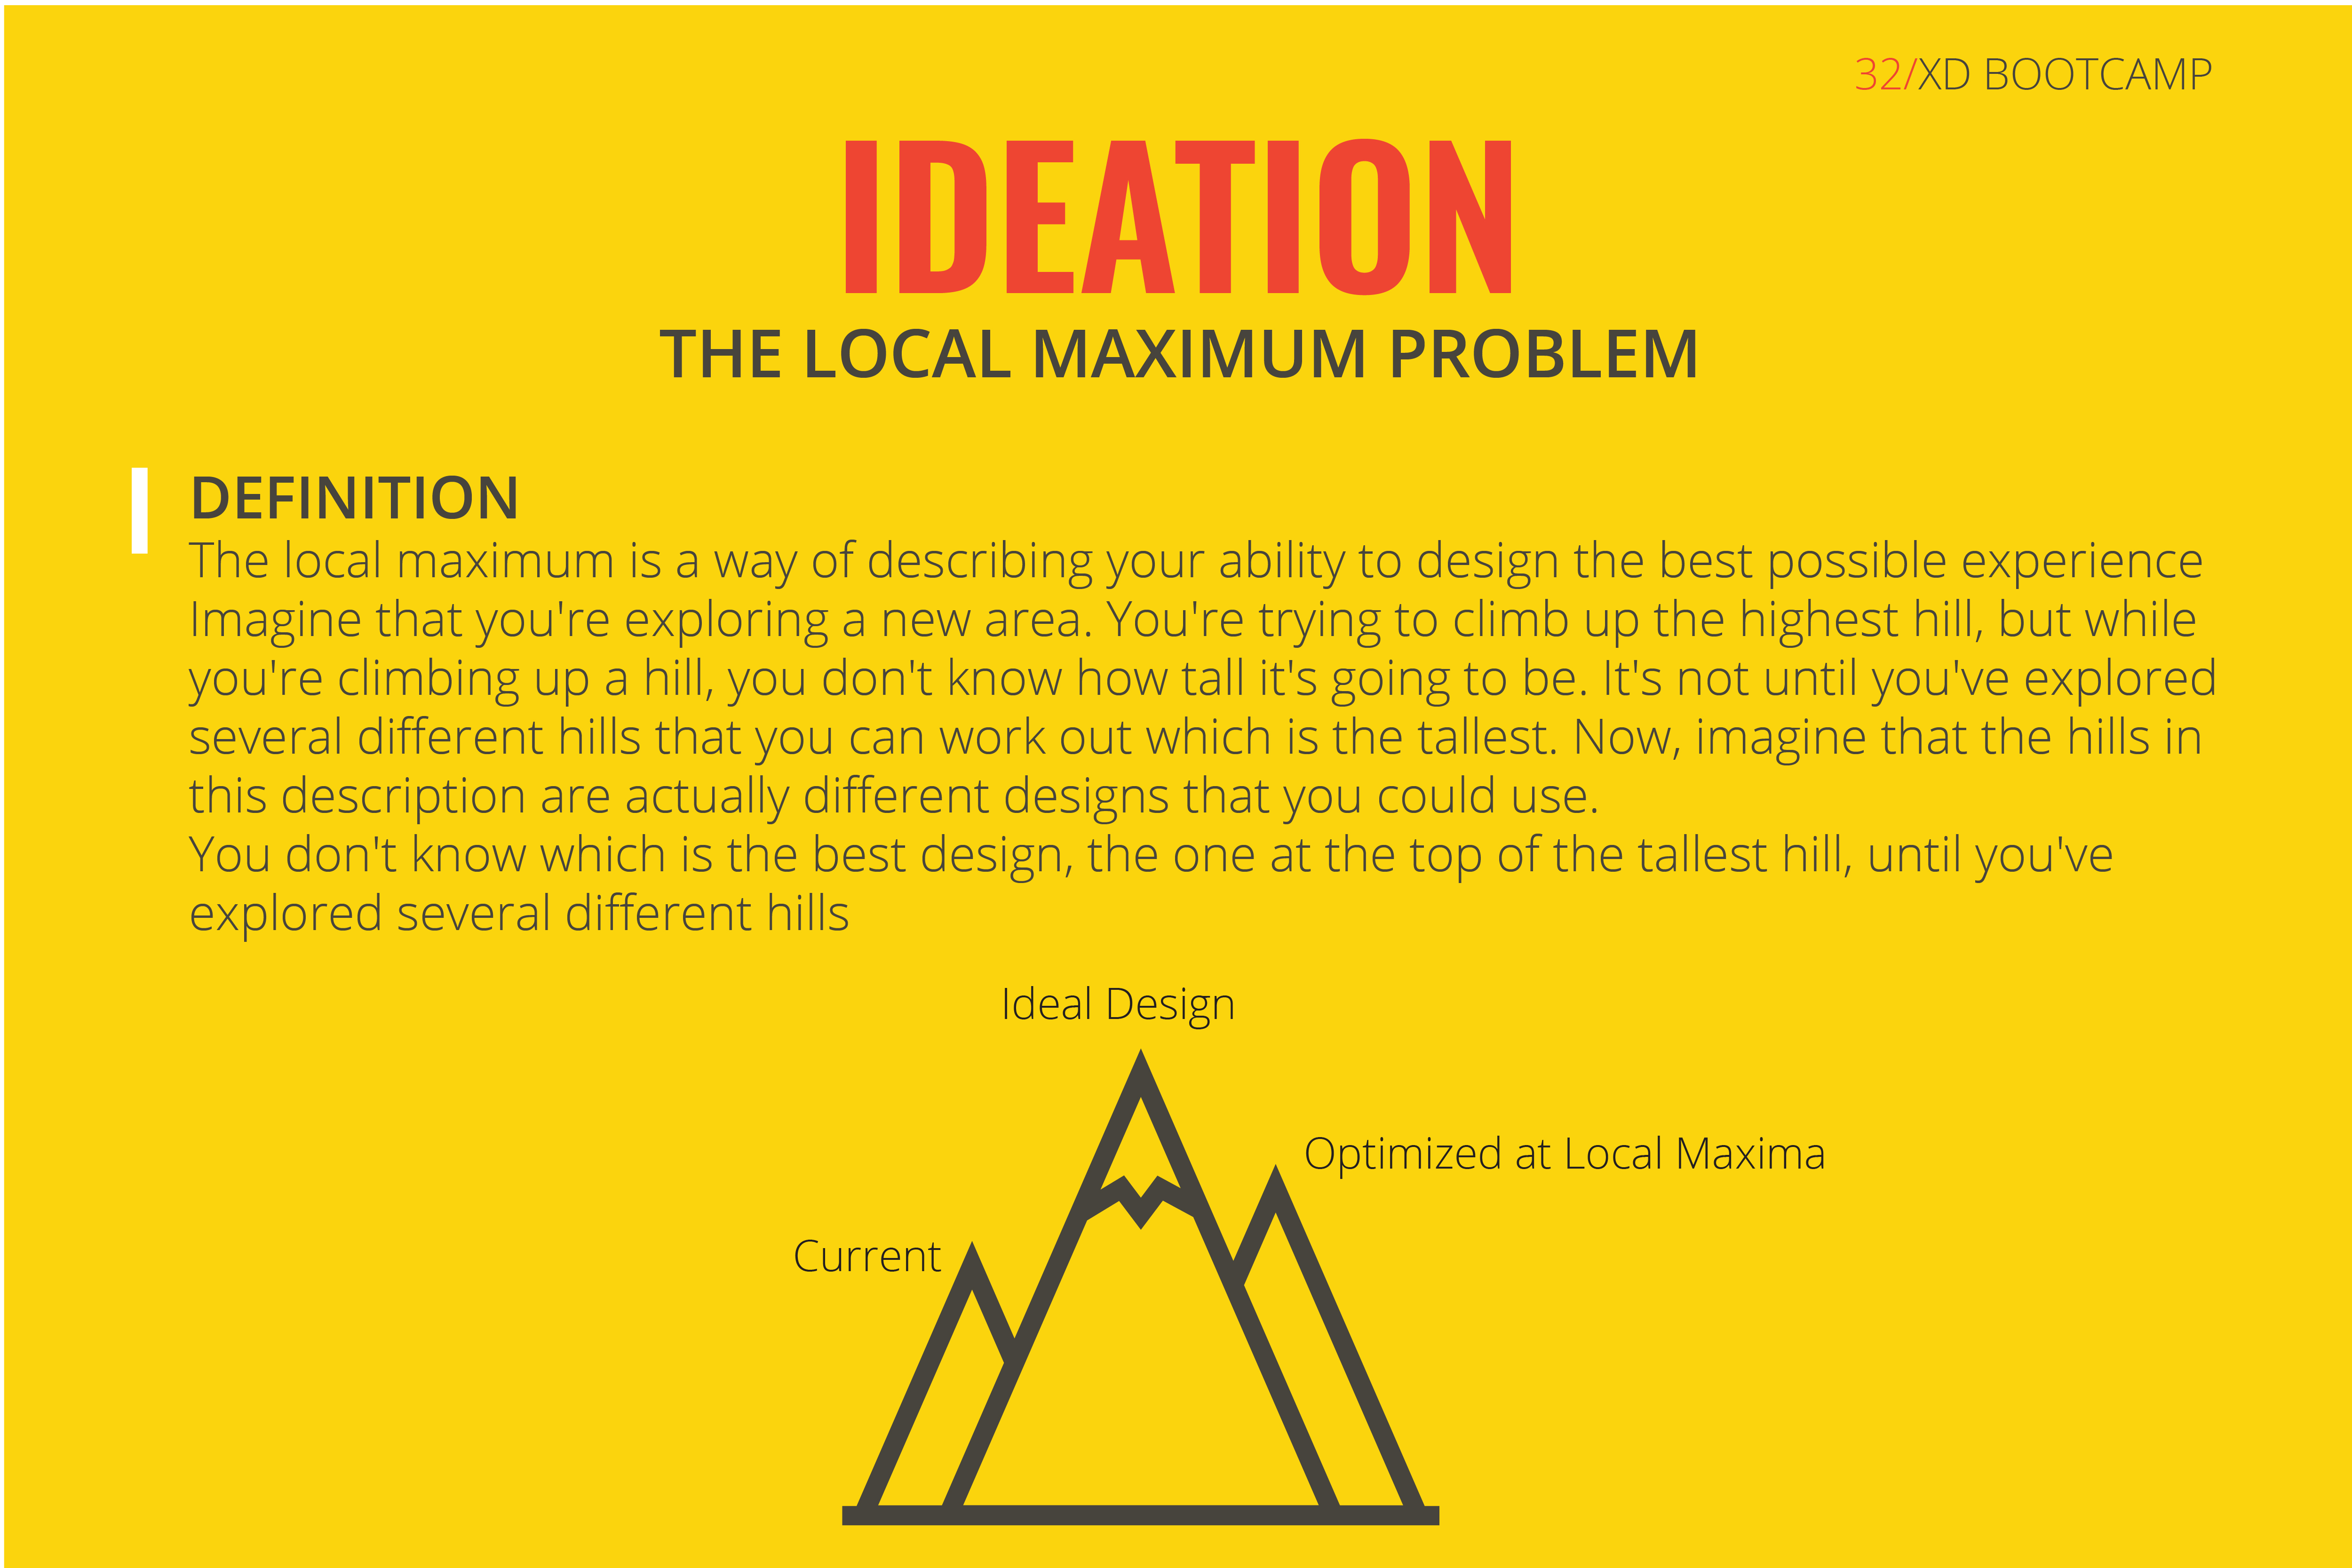 32/XD BOOTCAMP
IDEATION
THE LOCAL MAXIMUM PROBLEM
DEFINITION
The local maximum is a way of describing your ability to design the best possible experience
Imagine that you're exploring a new area. You're trying to climb up the highest hill, but while
you're climbing up a hill, you don't know how tall it's going to be. It's not until you've explored
several different hills that you can work out which is the tallest. Now, imagine that the hills in
this description are actually different designs that you could use.
You don't know which is the best design, the one at the top of the tallest hill, until you've
explored several different hills
Ideal Design
Optimized at Local Maxima
Current